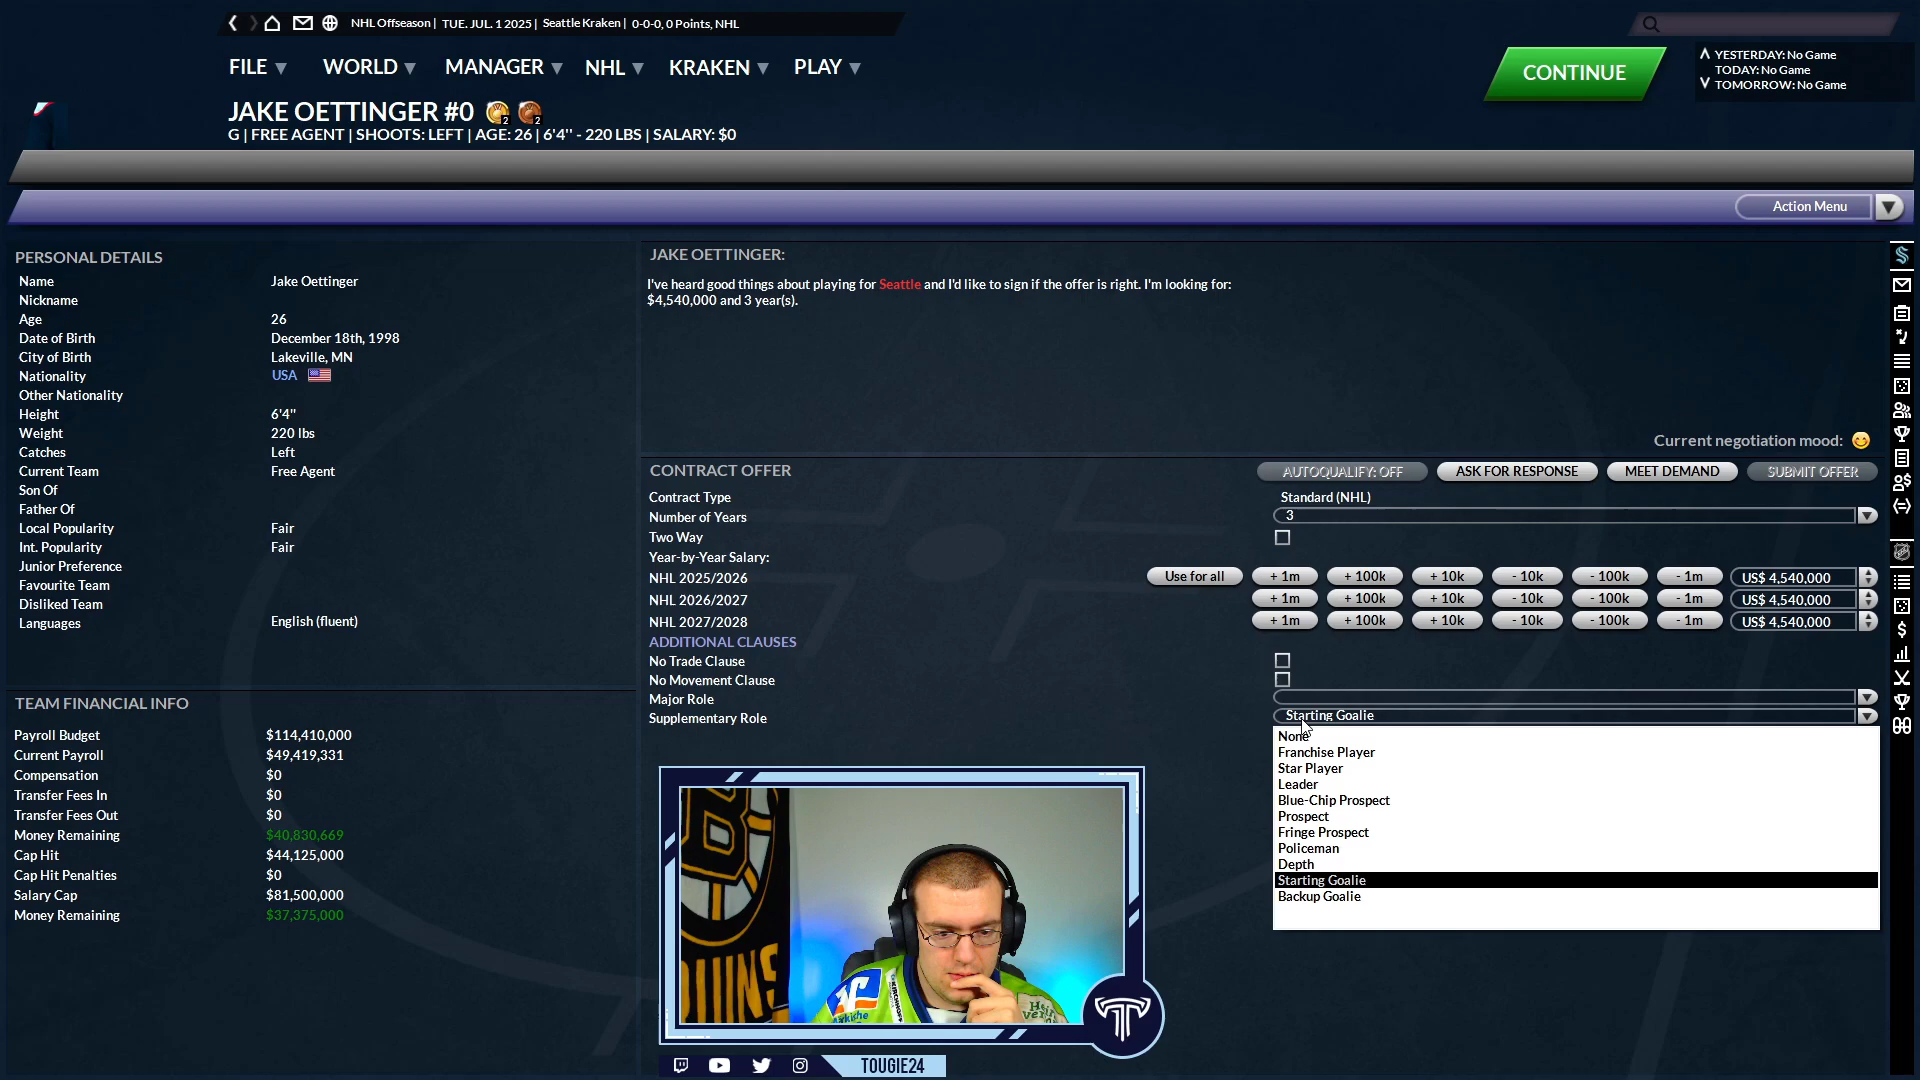 NHL Offseason | TUE. JUL. 1 2025 | Seattle Kraken | 0-0-0, 0 Points, NHL
FILE WORLD MANAGER NHL KRAKEN PLAY
CONTINUE
YESTERDAY: No Game
TODAY: No Game
TOMORROW: No Game
JAKE OETTINGER #0 2 2
G | FREE AGENT | SHOOTS: LEFT | AGE: 26 | 6'4'' - 220 LBS | SALARY: $0
Action Menu
PERSONAL DETAILS
Name Jake Oettinger
Nickname
Age 26
Date of Birth December 18th, 1998
City of Birth Lakeville, MN
Nationality USA
Other Nationality
Height 6'4''
Weight 220 lbs
Catches Left
Current Team Free Agent
Son Of
Father Of
Local Popularity Fair
Int. Popularity Fair
Junior Preference
Favourite Team
Disliked Team
Languages English (fluent)
TEAM FINANCIAL INFO
Payroll Budget $114,410,000
Current Payroll $49,419,331
Compensation $0
Transfer Fees In $0
Transfer Fees Out $0
Money Remaining $40,830,669
Cap Hit $44,125,000
Cap Hit Penalties $0
Salary Cap $81,500,000
Money Remaining $37,375,000
JAKE OETTINGER:
I've heard good things about playing for Seattle and I'd like to sign if the offer is right. I'm looking for:
$4,540,000 and 3 year(s).
Current negotiation mood:
CONTRACT OFFER AUTOQUALIFY: OFF ASK FOR RESPONSE MEET DEMAND SUBMIT OFFER
Contract Type Standard (NHL)
Number of Years 3
Two Way
Year-by-Year Salary:
NHL 2025/2026 Use for all + 1m + 100k + 10k - 10k - 100k - 1m US$ 4,540,000
NHL 2026/2027 + 1m + 100k + 10k - 10k - 100k - 1m US$ 4,540,000
NHL 2027/2028 + 1m + 100k + 10k - 10k - 100k - 1m US$ 4,540,000
ADDITIONAL CLAUSES
No Trade Clause
No Movement Clause
Major Role
Supplementary Role Starting Goalie
None
Franchise Player
Star Player
Leader
Blue-Chip Prospect
Prospect
Fringe Prospect
Policeman
Depth
Starting Goalie
Backup Goalie
TOUGIE24